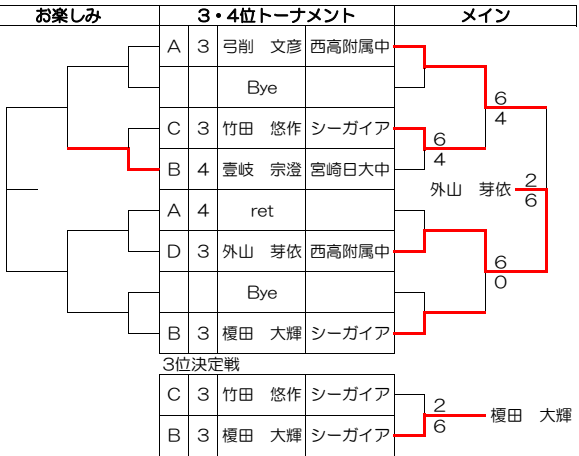 お楽しみ 3・4位トーナメント メイン
A 3 弓削 文彦 西高附属中
Bye
6
4
C 3 竹田 悠作 シーガイア
6
4
B 4 壹岐 宗澄 宮崎日大中
外山 芽依 2
6
A 4 ret
D 3 外山 芽依 西高附属中
6
0
Bye
B 3 榎田 大輝 シーガイア
3位決定戦
C 3 竹田 悠作 シーガイア
2
6
榎田 大輝
B 3 榎田 大輝 シーガイア